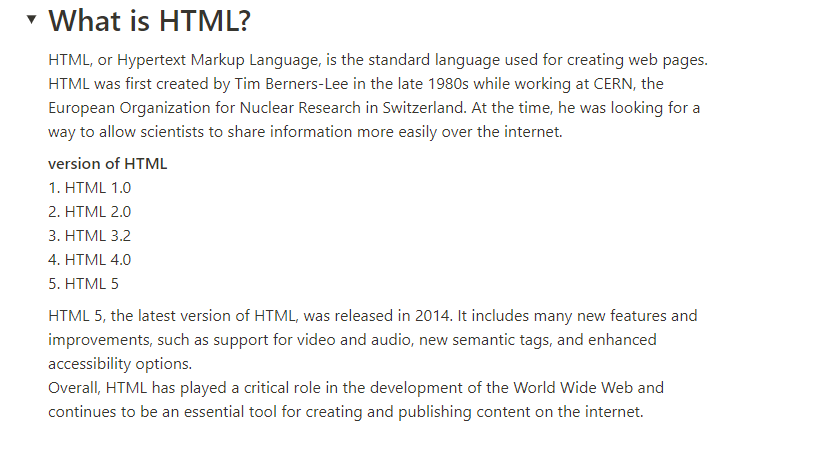 What is HTML?
HTML, or Hypertext Markup Language, is the standard language used for creating web pages.
HTML was first created by Tim Berners-Lee in the late 1980s while working at CERN, the
European Organization for Nuclear Research in Switzerland. At the time, he was looking for a
way to allow scientists to share information more easily over the internet.
version of HTML
1. HTML 1.0
2. HTML 2.0
3. HTML 3.2
4. HTML 4.0
5. HTML 5
HTML 5, the latest version of HTML, was released in 2014. It includes many new features and
improvements, such as support for video and audio, new semantic tags, and enhanced
accessibility options.
Overall, HTML has played a critical role in the development of the World Wide Web and
continues to be an essential tool for creating and publishing content on the internet.